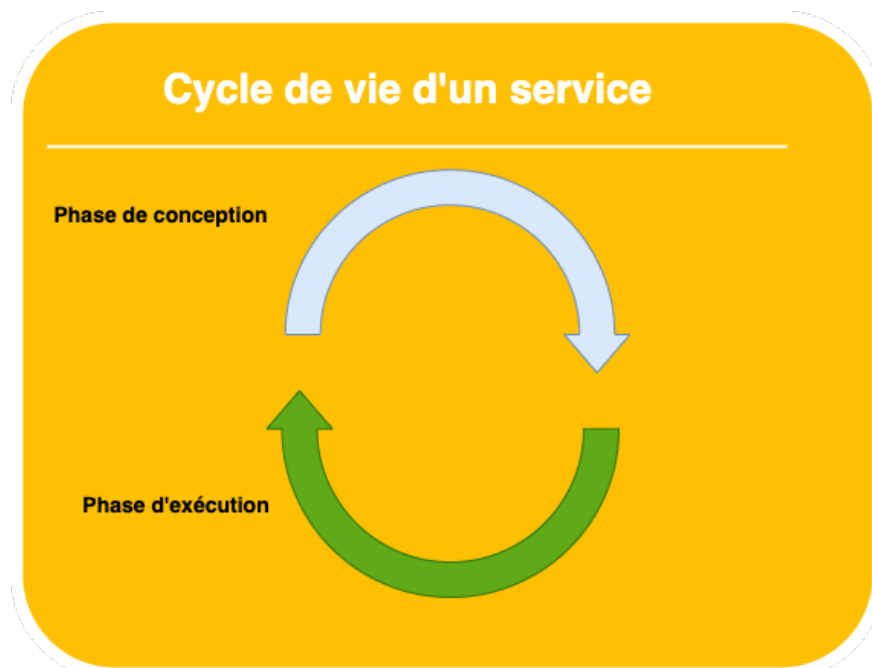 Cycle de vie d'un service
Phase de conception
Phase d'exécution